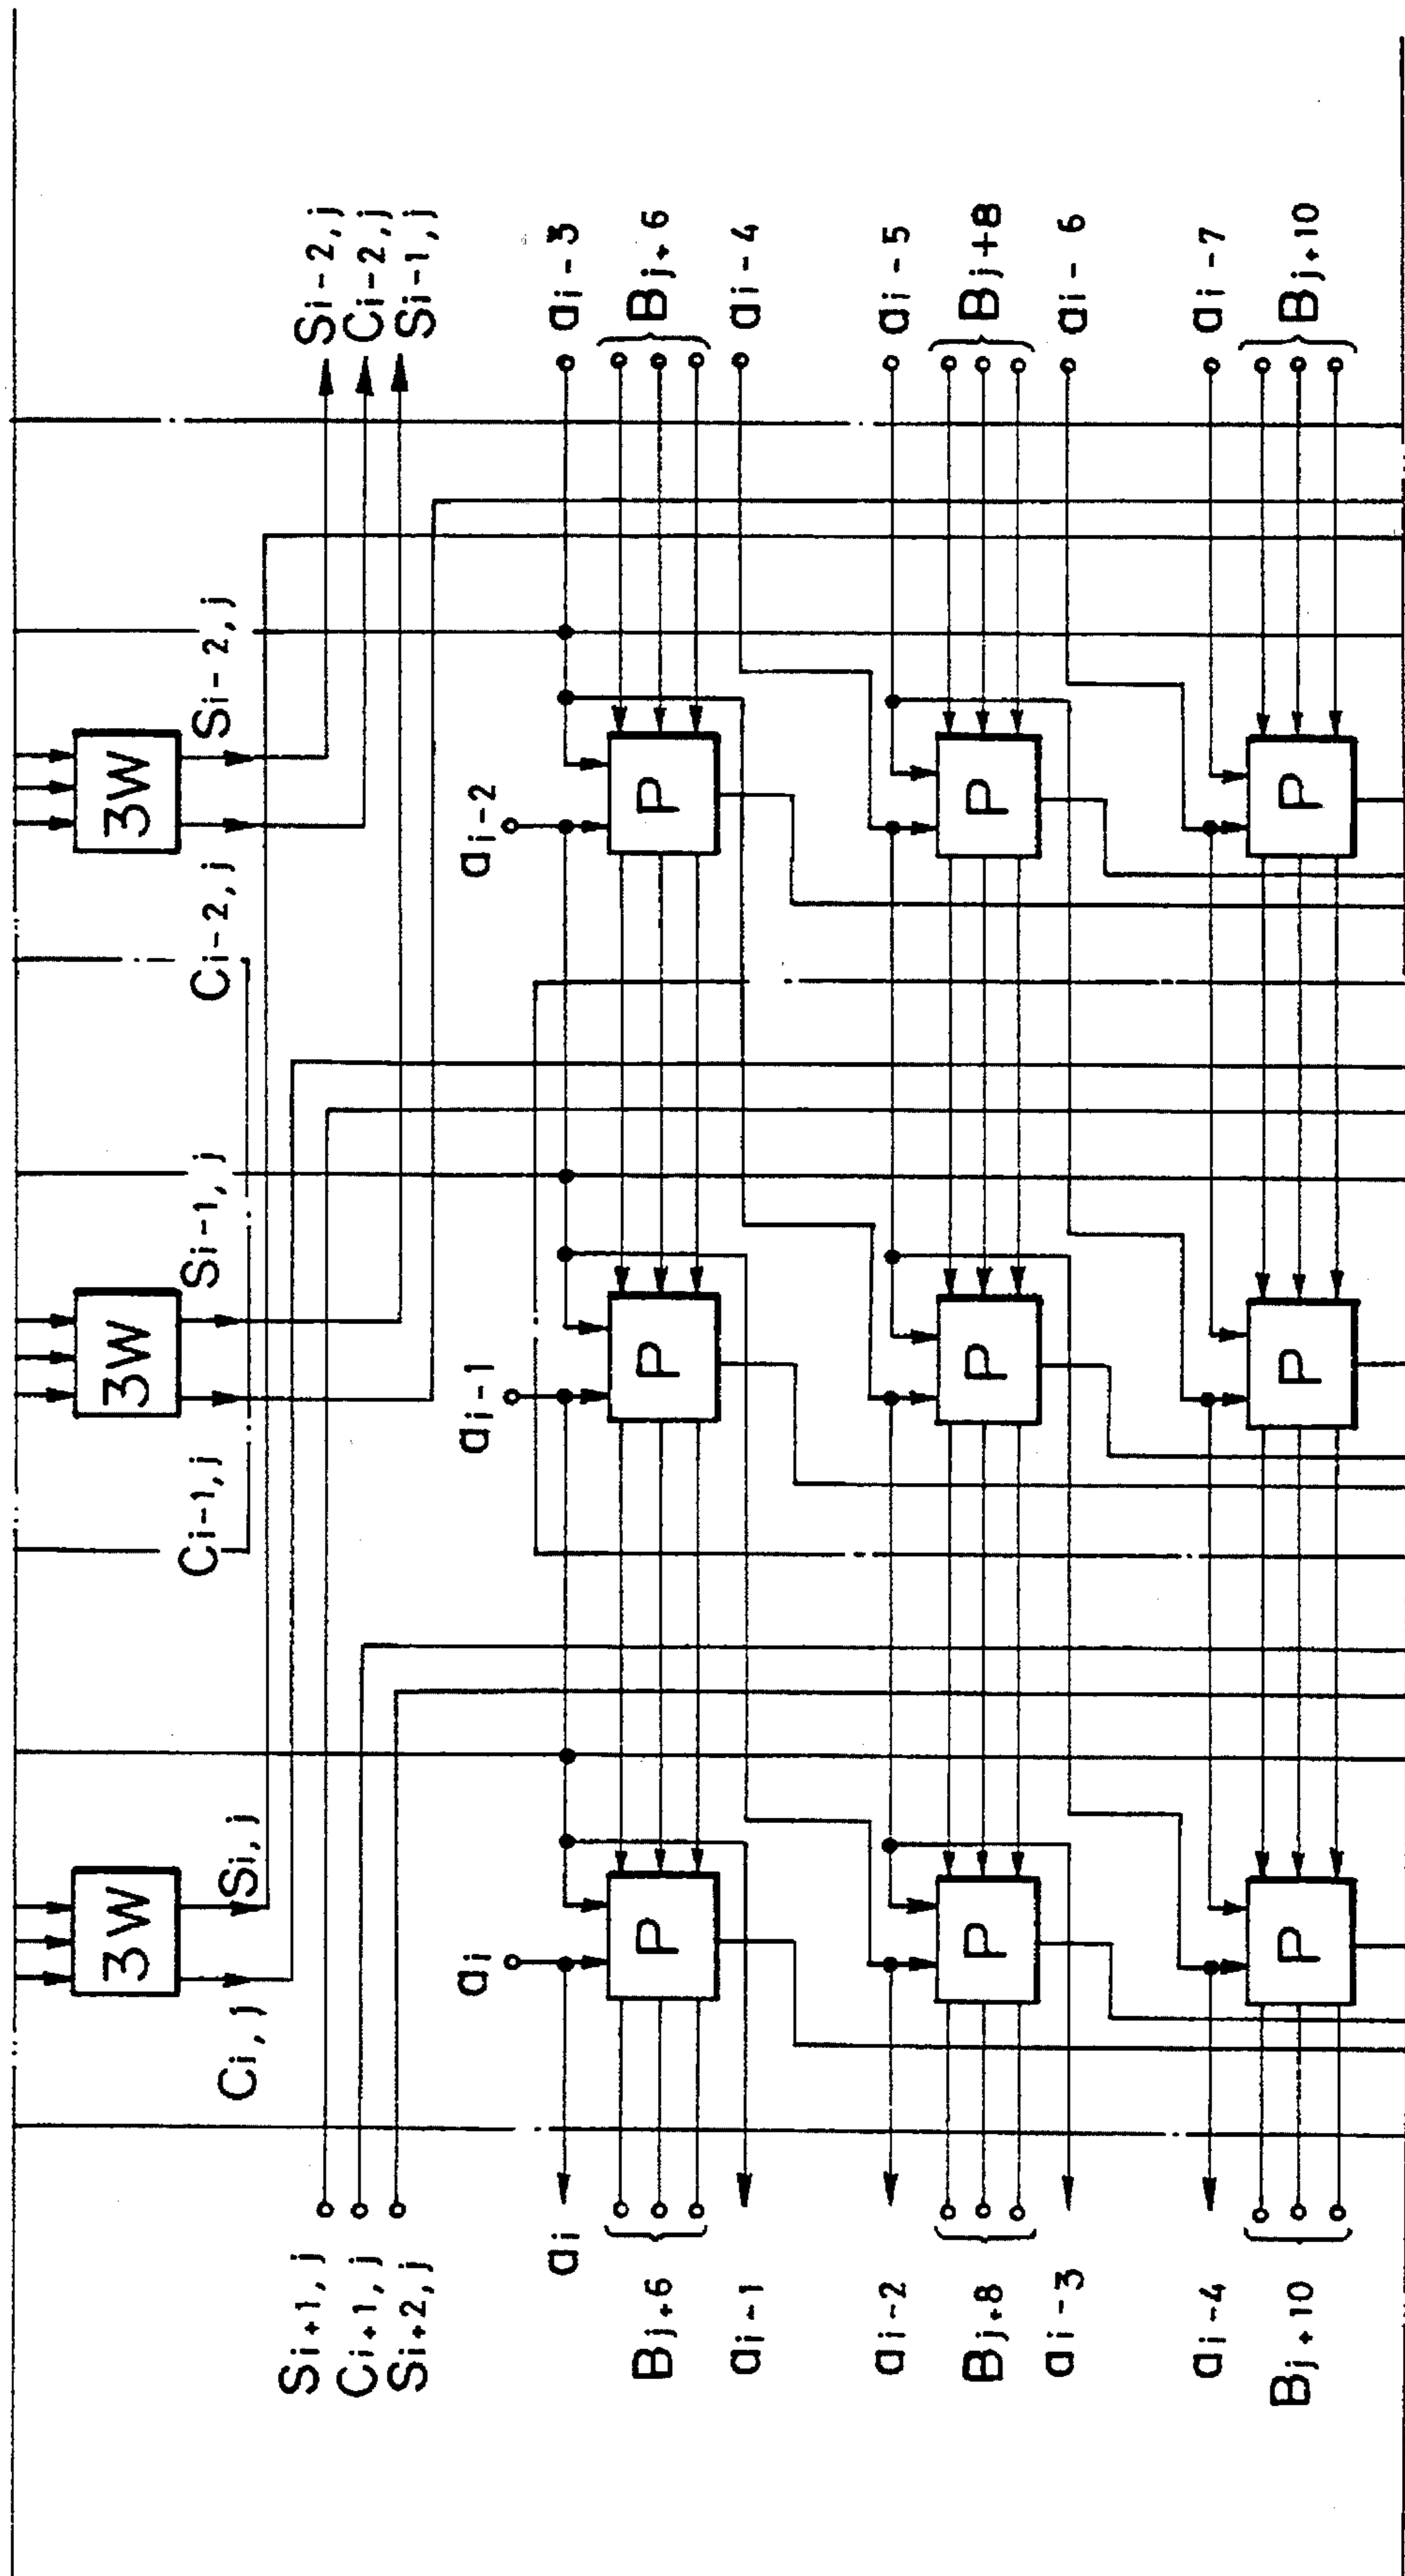 3W 3W 3W
Ci,j Si,j Ci-1,j Si-1,j Ci-2,j Si-2,j
Si+1,j Si-2,j
Ci+1,j Ci-2,j
Si+2,j Si-1,j
ai ai-1 ai-2
ai ai-3
Bj+6 P P P Bj+6
ai-1 ai-4
ai-2 ai-5
Bj+8 P P P Bj+8
ai-3 ai-6
ai-4 ai-7
Bj+10 P P P Bj+10